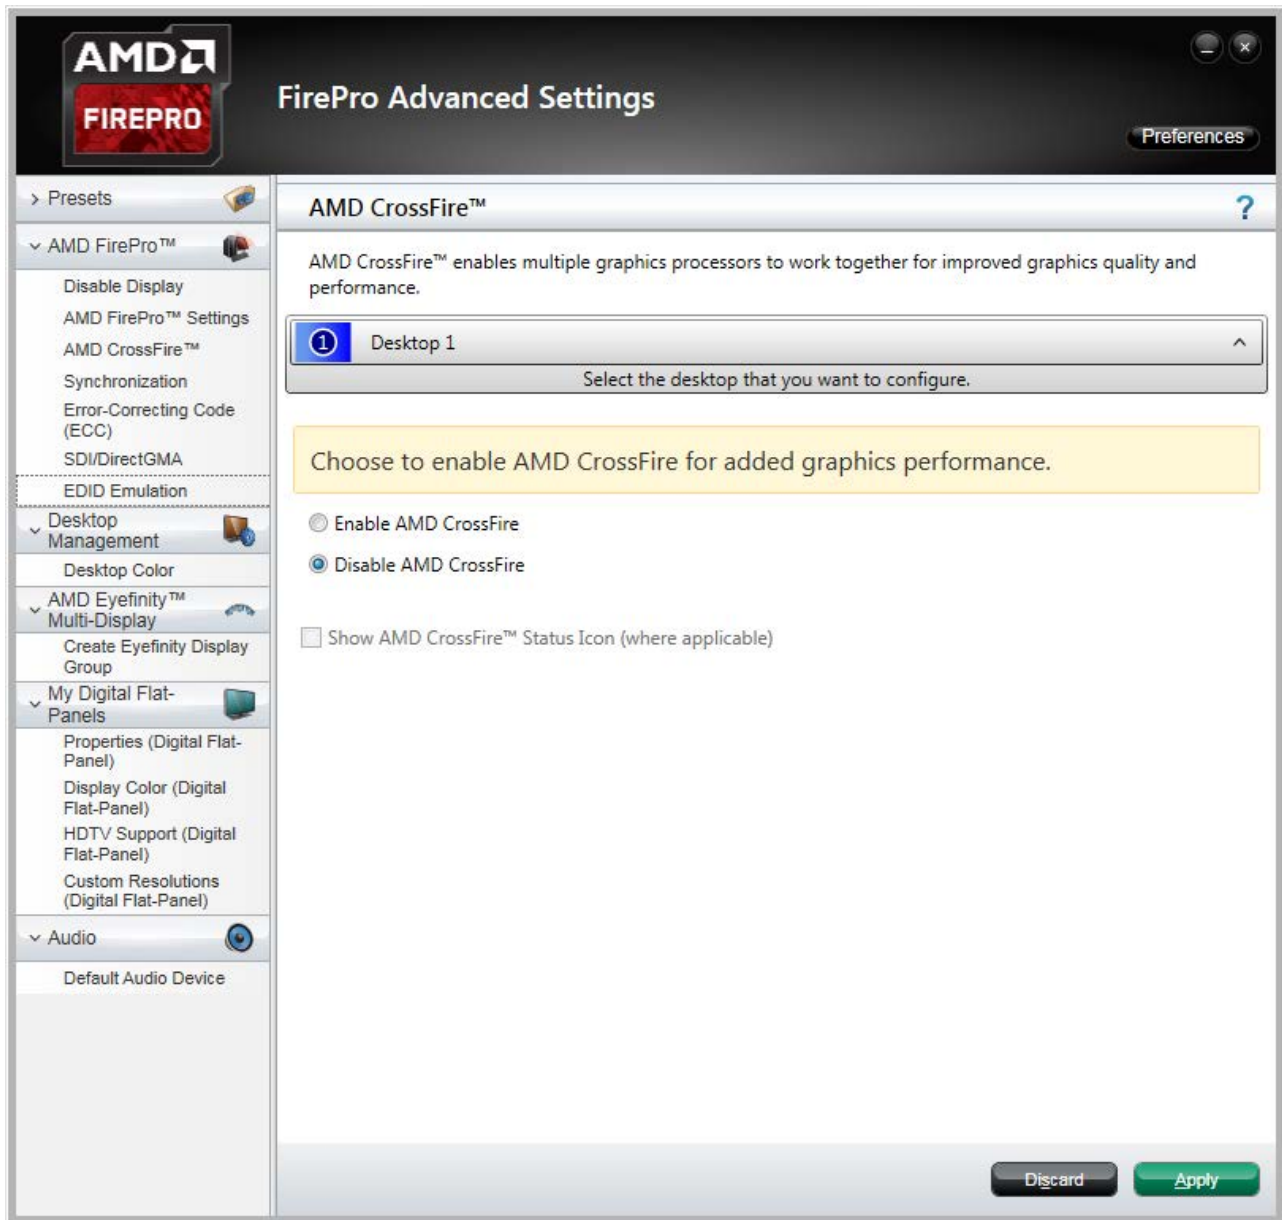 AMD
FIREPRO
FirePro Advanced Settings
Preferences
Presets
AMD FirePro™
Disable Display
AMD FirePro™ Settings
AMD CrossFire™
Synchronization
Error-Correcting Code
(ECC)
SDI/DirectGMA
EDID Emulation
Desktop
Management
Desktop Color
AMD Eyefinity™
Multi-Display
Create Eyefinity Display
Group
My Digital Flat-
Panels
Properties (Digital Flat-
Panel)
Display Color (Digital
Flat-Panel)
HDTV Support (Digital
Flat-Panel)
Custom Resolutions
(Digital Flat-Panel)
Audio
Default Audio Device
AMD CrossFire™ ?
AMD CrossFire™ enables multiple graphics processors to work together for improved graphics quality and
performance.
1 Desktop 1
Select the desktop that you want to configure.
Choose to enable AMD CrossFire for added graphics performance.
Enable AMD CrossFire
Disable AMD CrossFire
Show AMD CrossFire™ Status Icon (where applicable)
Discard Apply